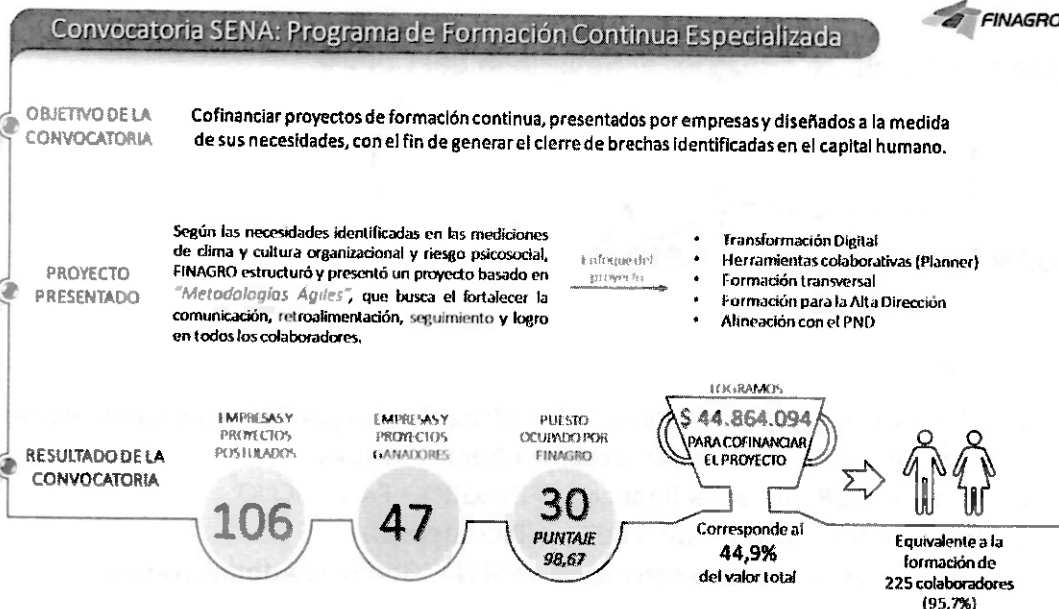 FINAGRO
Convocatoria SENA: Programa de Formación Continua Especializada
OBJETIVO DE LA
CONVOCATORIA
Cofinanciar proyectos de formación continua, presentados por empresas y diseñados a la medida
de sus necesidades, con el fin de generar el cierre de brechas identificadas en el capital humano.
PROYECTO
PRESENTADO
Según las necesidades identificadas en las mediciones
de clima y cultura organizacional y riesgo psicosocial,
FINAGRO estructuró y presentó un proyecto basado en
"Metodologías Ágiles", que busca el fortalecer la
comunicación, retroalimentación, seguimiento y logro
en todos los colaboradores.
Enfoque del
proyecto
• Transformación Digital
• Herramientas colaborativas (Planner)
• Formación transversal
• Formación para la Alta Dirección
• Alineación con el PND
RESULTADO DE LA
CONVOCATORIA
EMPRESAS Y
PROYECTOS
POSTULADOS
106
EMPRESAS Y
PROYECTOS
GANADORES
47
PUESTO
OCUPADO POR
FINAGRO
30
PUNTAJE
98,67
LOGRAMOS
$ 44.864.094
PARA COFINANCIAR
EL PROYECTO
Corresponde al
44,9%
del valor total
Equivalente a la
formación de
225 colaboradores
(95,7%)